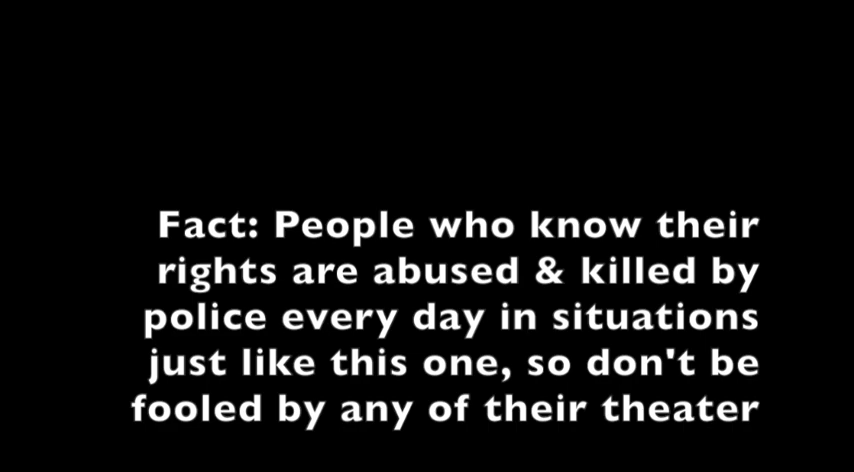 Fact: People who know their
rights are abused & killed by
police every day in situations
just like this one, so don't be
fooled by any of their theater